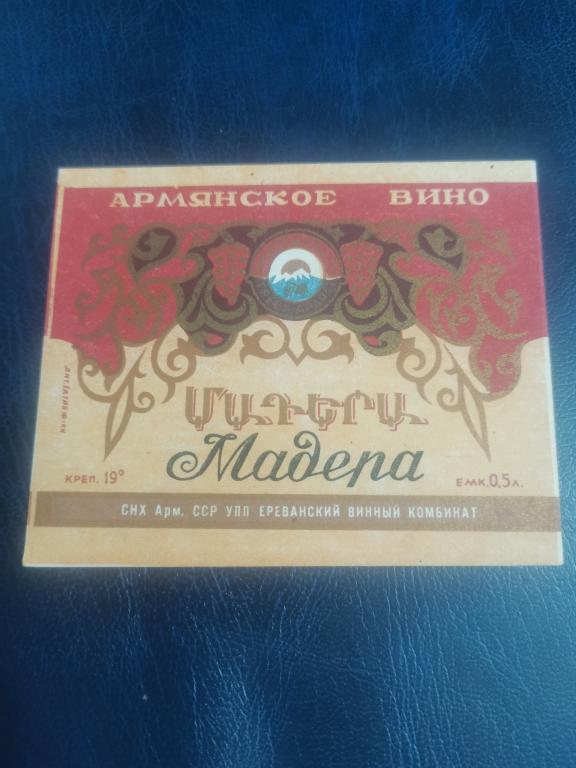 АРМЯНСКОЕ ВИНО
ՄԱԴԵՐԱ
Мадера
КРЕП. 19°
ЕМК. 0,5 л.
СНХ Арм. ССР УПП ЕРЕВАНСКИЙ ВИННЫЙ КОМБИНАТ